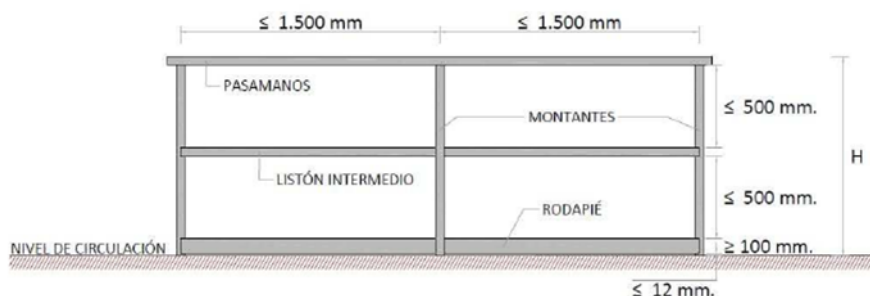 ≤ 1.500 mm
≤ 1.500 mm
PASAMANOS
MONTANTES
≤ 500 mm.
H
LISTÓN INTERMEDIO
≤ 500 mm.
RODAPIÉ
NIVEL DE CIRCULACIÓN
≥ 100 mm.
≤ 12 mm.